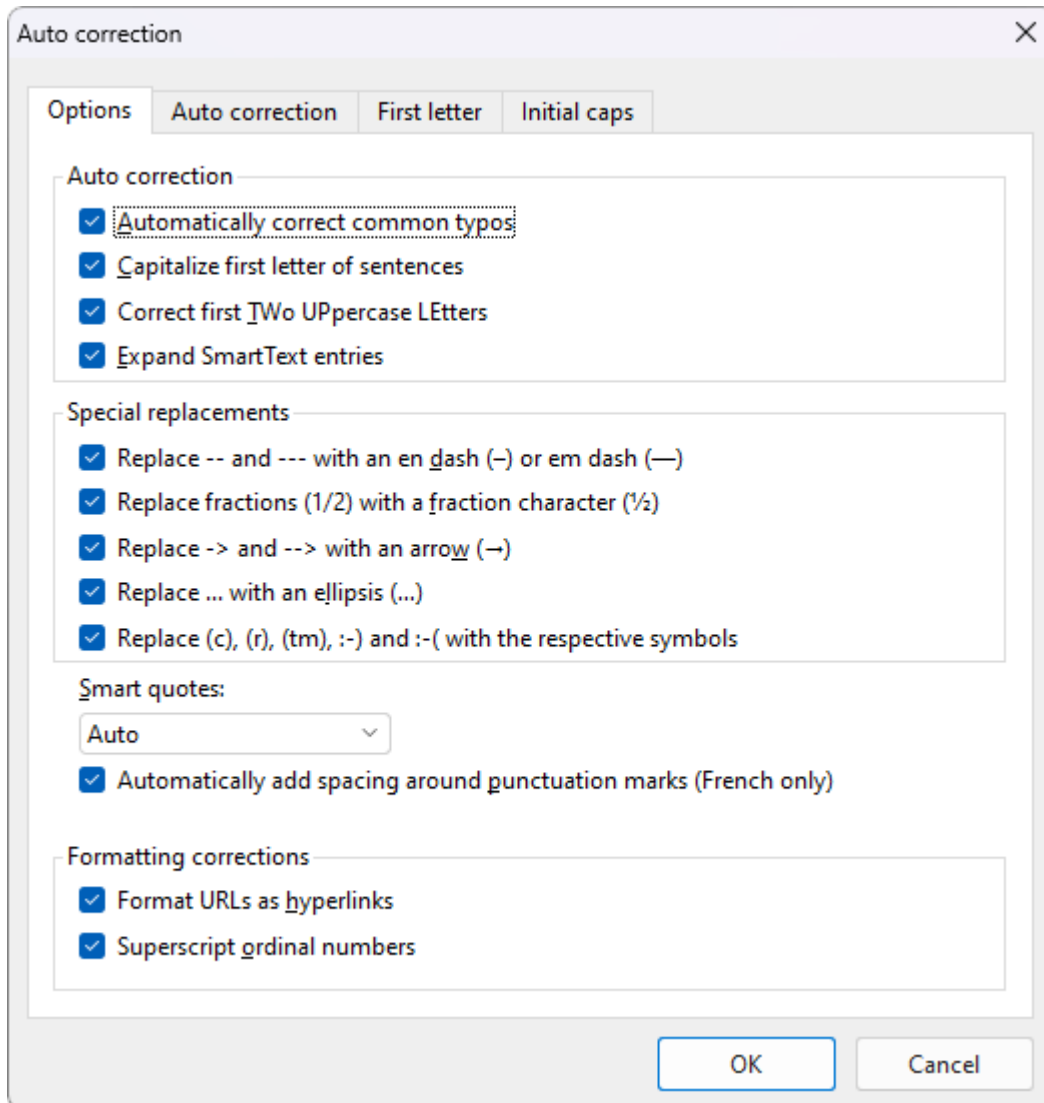 Auto correction
Options
Auto correction
First letter
Initial caps
Auto correction
Automatically correct common typos
Capitalize first letter of sentences
Correct first TWo UPpercase LEtters
Expand SmartText entries
Special replacements
Replace -- and --- with an en dash (–) or em dash (—)
Replace fractions (1/2) with a fraction character (½)
Replace -> and --> with an arrow (→)
Replace ... with an ellipsis (…)
Replace (c), (r), (tm), :-) and :-( with the respective symbols
Smart quotes:
Auto
Automatically add spacing around punctuation marks (French only)
Formatting corrections
Format URLs as hyperlinks
Superscript ordinal numbers
OK
Cancel